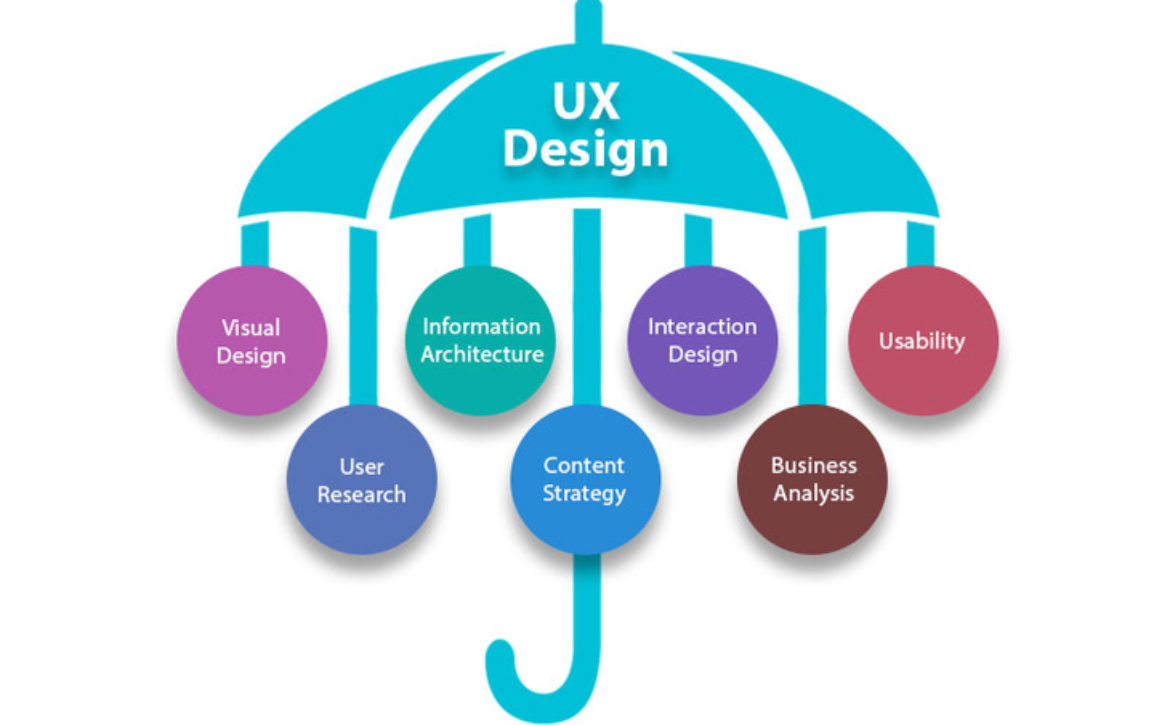 UX
Design
Visual
Design
User
Research
Information
Architecture
Content
Strategy
Interaction
Design
Business
Analysis
Usability